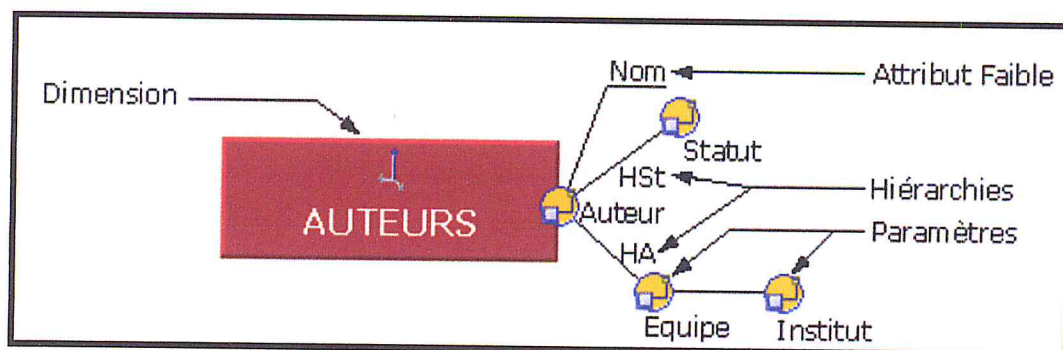 Nom
Attribut Faible
Dimension
Statut
HSt
Hiérarchies
AUTEURS
Auteur
Paramètres
HA
Equipe
Institut